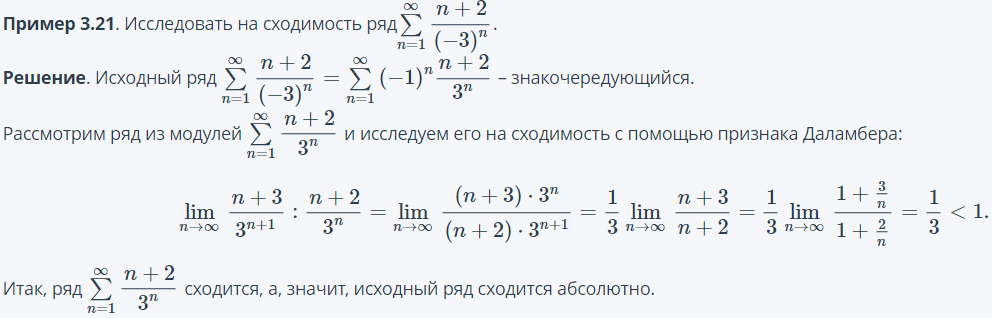 Пример 3.21. Исследовать на сходимость ряд $\sum_{n=1}^{\infty} \frac{n+2}{(-3)^n}$.
Решение. Исходный ряд $\sum_{n=1}^{\infty} \frac{n+2}{(-3)^n} = \sum_{n=1}^{\infty} (-1)^n \frac{n+2}{3^n}$ – знакочередующийся.
Рассмотрим ряд из модулей $\sum_{n=1}^{\infty} \frac{n+2}{3^n}$ и исследуем его на сходимость с помощью признака Даламбера:
$\lim_{n \to \infty} \frac{n+3}{3^{n+1}} : \frac{n+2}{3^n} = \lim_{n \to \infty} \frac{(n+3) \cdot 3^n}{(n+2) \cdot 3^{n+1}} = \frac{1}{3} \lim_{n \to \infty} \frac{n+3}{n+2} = \frac{1}{3} \lim_{n \to \infty} \frac{1+\frac{3}{n}}{1+\frac{2}{n}} = \frac{1}{3} < 1.$
Итак, ряд $\sum_{n=1}^{\infty} \frac{n+2}{3^n}$ сходится, а, значит, исходный ряд сходится абсолютно.